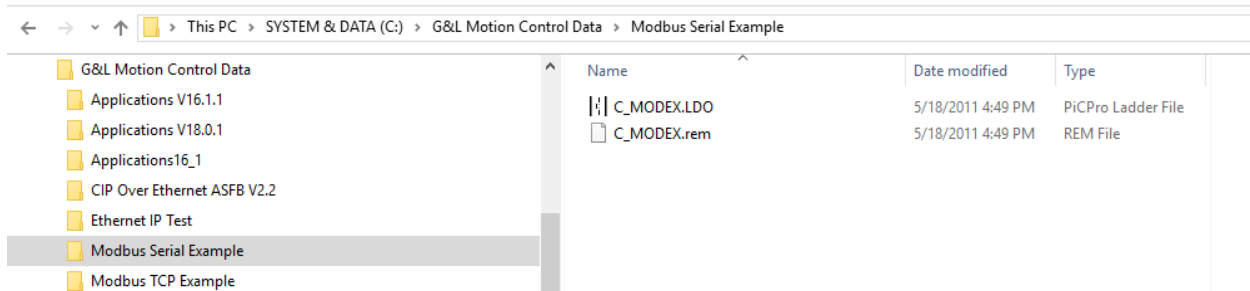 This PC > SYSTEM & DATA (C:) > G&L Motion Control Data > Modbus Serial Example
G&L Motion Control Data
Applications V16.1.1
Applications V18.0.1
Applications16_1
CIP Over Ethernet ASFB V2.2
Ethernet IP Test
Modbus Serial Example
Modbus TCP Example
Name Date modified Type
C_MODEX.LDO 5/18/2011 4:49 PM PiCPro Ladder File
C_MODEX.rem 5/18/2011 4:49 PM REM File